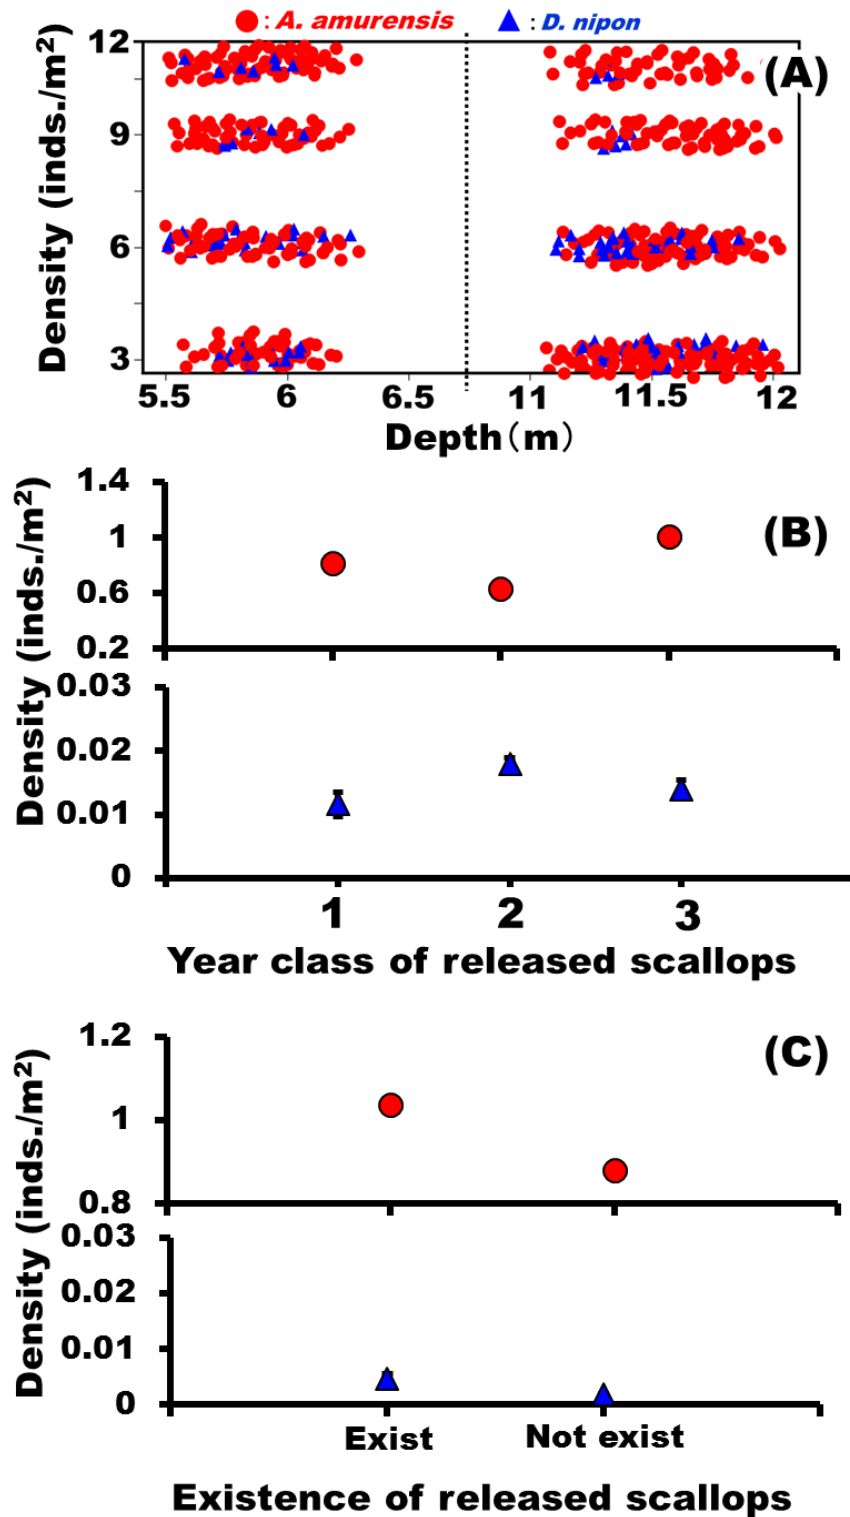 : A. amurensis : D. nipon
(A)
Density (inds./m²)
12
9
6
3
5.5 6 6.5 11 11.5 12
Depth(m)
(B)
Density (inds./m²)
1.4
1
0.6
0.2
0.03
0.02
0.01
0
1 2 3
Year class of released scallops
(C)
Density (inds./m²)
1.2
1
0.8
0.03
0.02
0.01
0
Exist Not exist
Existence of released scallops